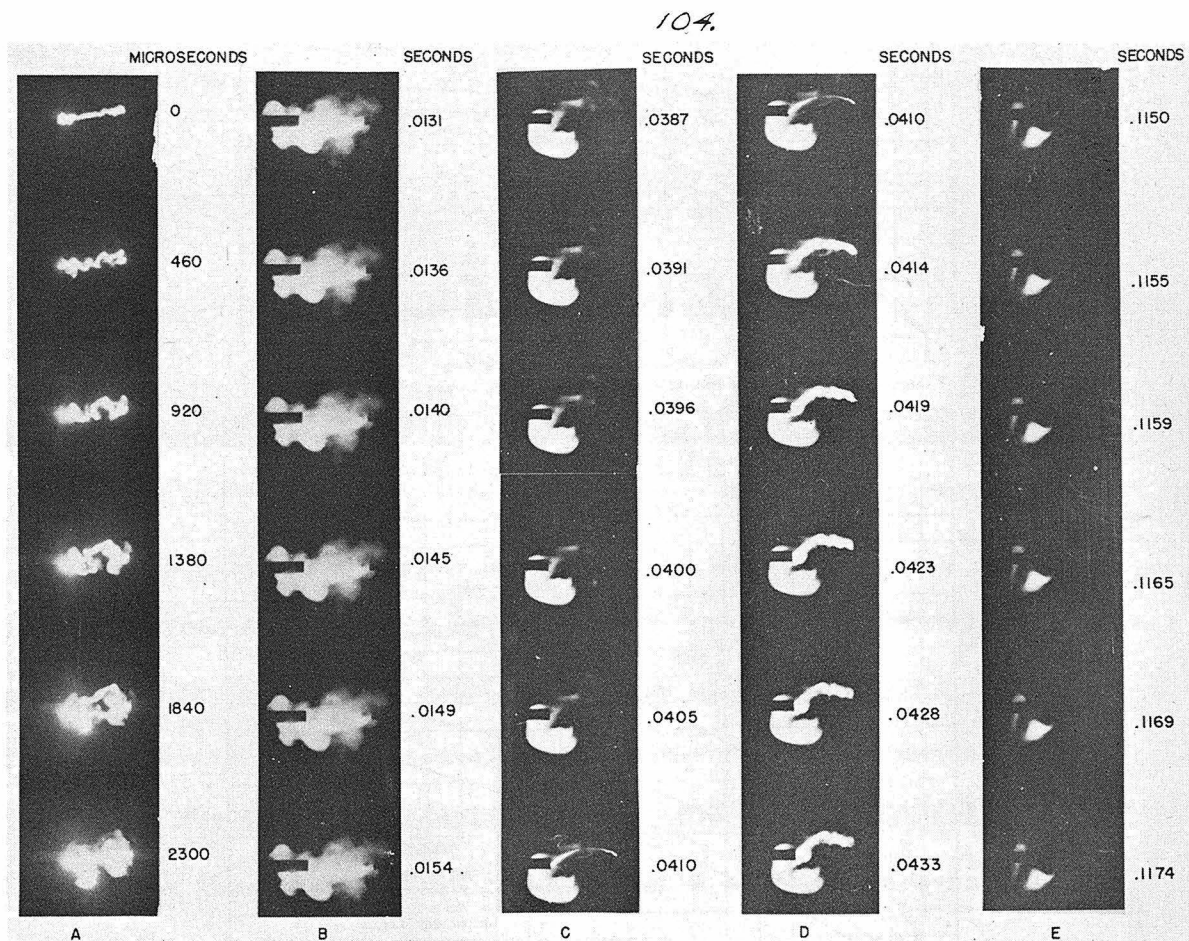 104.
MICROSECONDS SECONDS SECONDS SECONDS SECONDS
0 .0131 .0387 .0410 .1150
460 .0136 .0391 .0414 .1155
920 .0140 .0396 .0419 .1159
1380 .0145 .0400 .0423 .1165
1840 .0149 .0405 .0428 .1169
2300 .0154 .0410 .0433 .1174
A B C D E